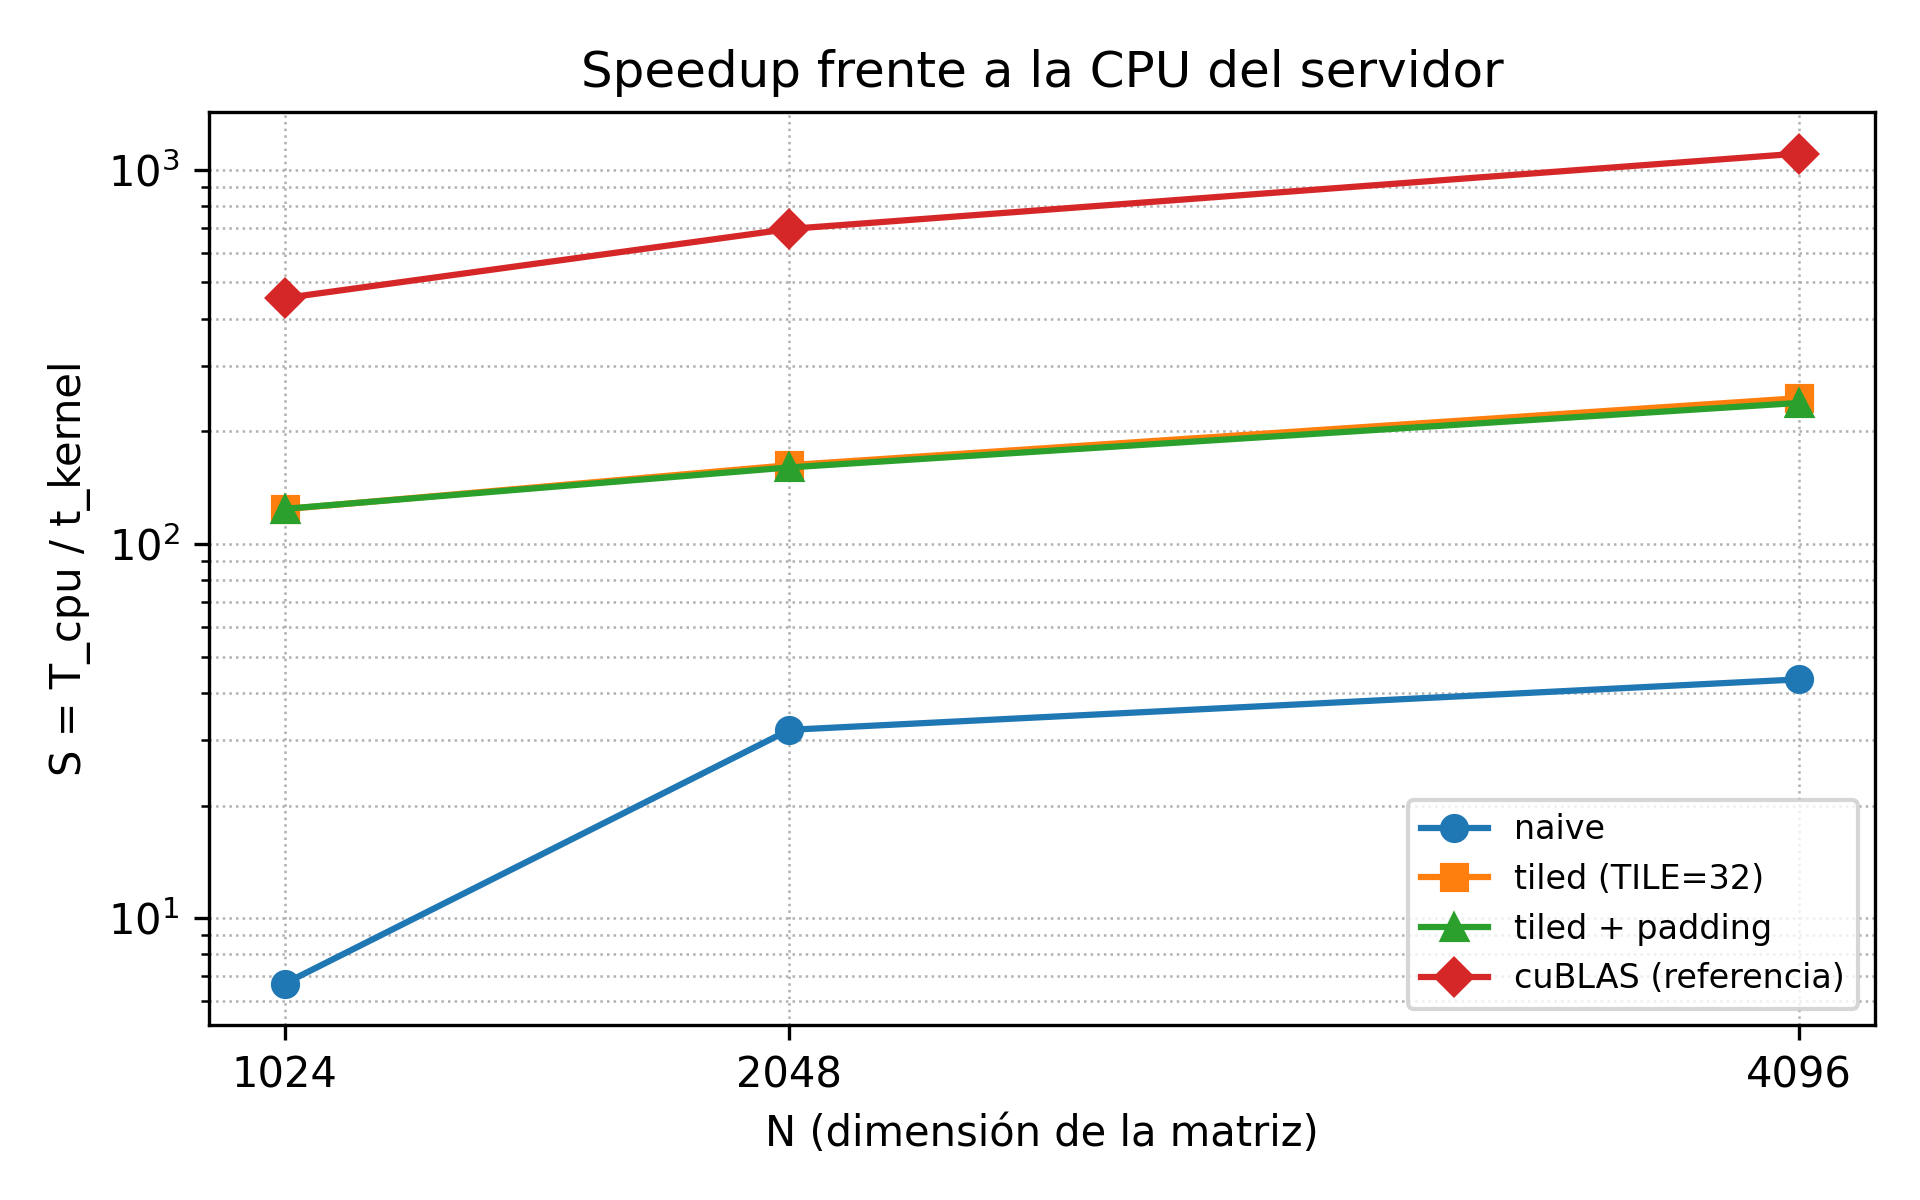 Speedup frente a la CPU del servidor
10³
10²
10¹
S = T_cpu / t_kernel
naive
tiled (TILE=32)
tiled + padding
cuBLAS (referencia)
1024 2048 4096
N (dimensión de la matriz)